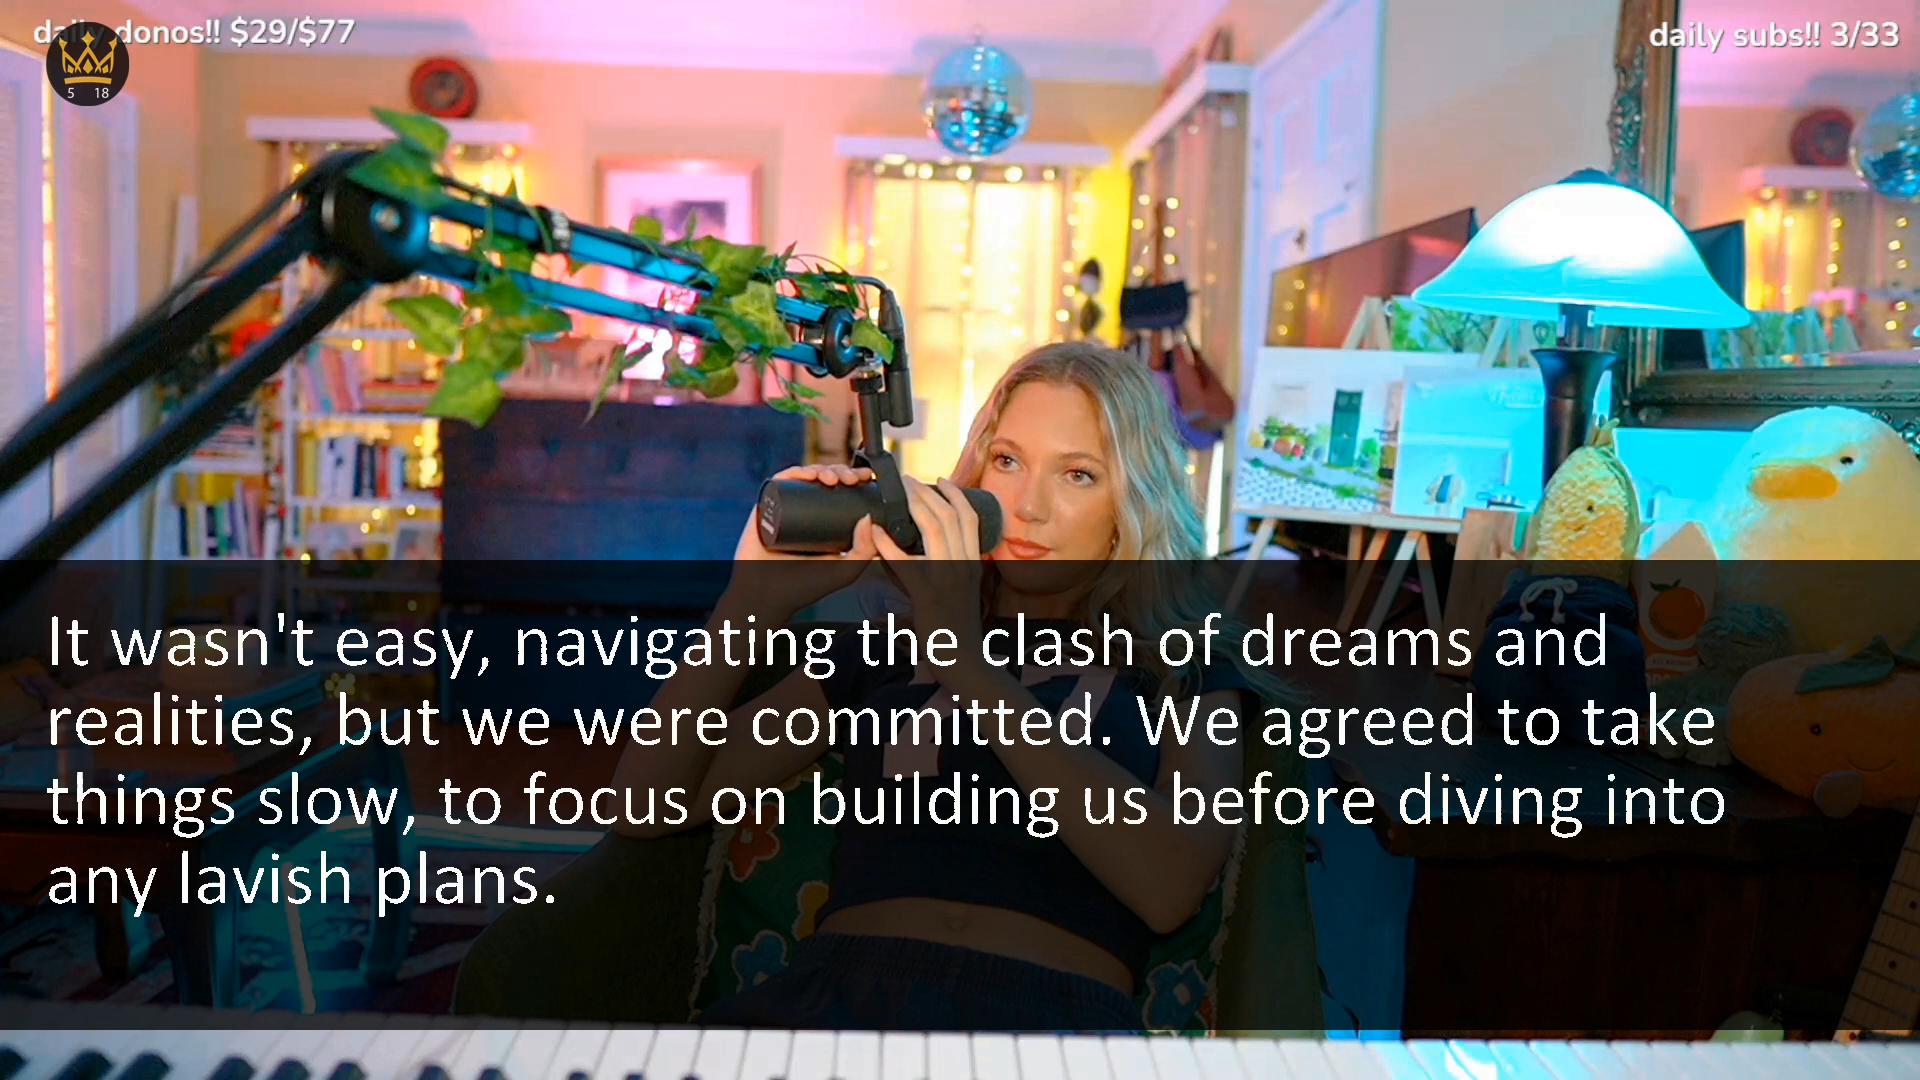 daily donos!! $29/$77
daily subs!! 3/33
5 18
It wasn't easy, navigating the clash of dreams and
realities, but we were committed. We agreed to take
things slow, to focus on building us before diving into
any lavish plans.